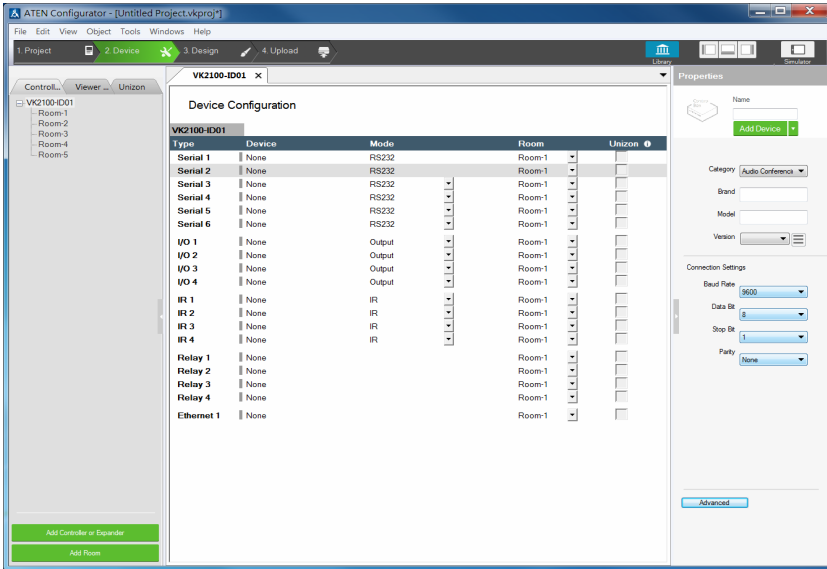 ATEN Configurator - [Untitled Project.vkproj*]
File Edit View Object Tools Windows Help
1. Project 2. Device 3. Design 4. Upload Library Simulator
Controll... Viewer ... Unizon
VK2100-ID01
Room-1
Room-2
Room-3
Room-4
Room-5
Add Controller or Expander
Add Room
VK2100-ID01 ×
Device Configuration
VK2100-ID01
Type Device Mode Room Unizon
Serial 1 None RS232 Room-1
Serial 2 None RS232 Room-1
Serial 3 None RS232 Room-1
Serial 4 None RS232 Room-1
Serial 5 None RS232 Room-1
Serial 6 None RS232 Room-1
I/O 1 None Output Room-1
I/O 2 None Output Room-1
I/O 3 None Output Room-1
I/O 4 None Output Room-1
IR 1 None IR Room-1
IR 2 None IR Room-1
IR 3 None IR Room-1
IR 4 None IR Room-1
Relay 1 None Room-1
Relay 2 None Room-1
Relay 3 None Room-1
Relay 4 None Room-1
Ethernet 1 None Room-1
Properties
Name
Add Device
Category Audio Conferenci
Brand
Model
Version
Connection Settings
Baud Rate 9600
Data Bit 8
Stop Bit 1
Parity None
Advanced